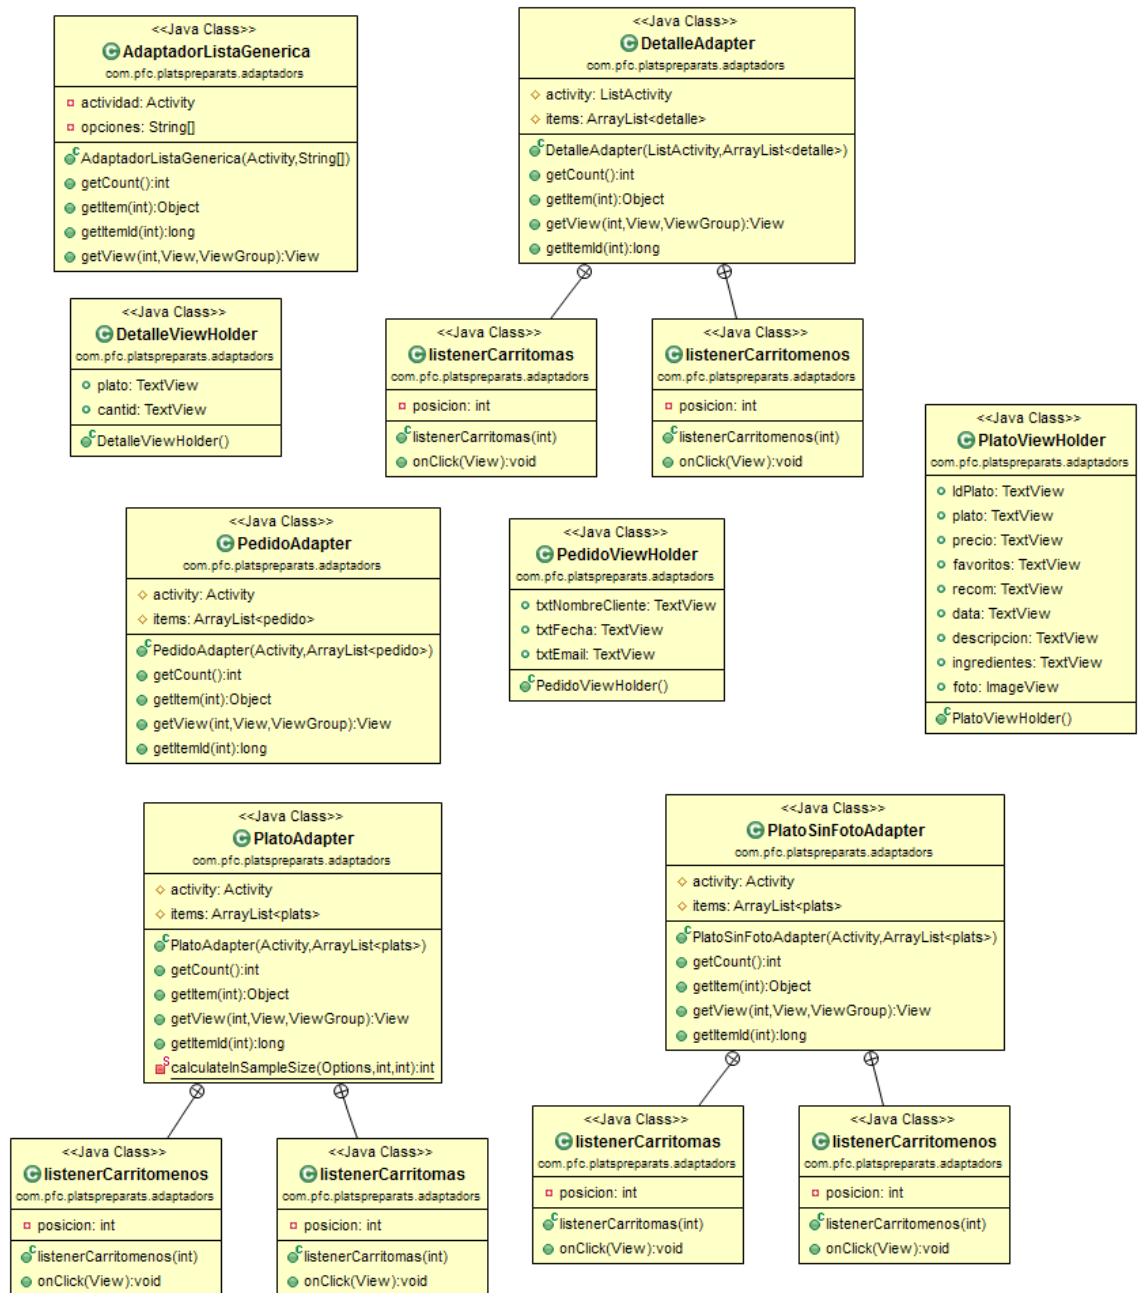 <<Java Class>>
AdaptadorListaGenerica
com.pfc.platspreparats.adaptadors
actividad: Activity
opciones: String[]
AdaptadorListaGenerica(Activity,String[])
getCount():int
getItem(int):Object
getItemId(int):long
getView(int,View,ViewGroup):View
<<Java Class>>
DetalleAdapter
com.pfc.platspreparats.adaptadors
activity: ListActivity
items: ArrayList<detalle>
DetalleAdapter(ListActivity,ArrayList<detalle>)
getCount():int
getItem(int):Object
getView(int,View,ViewGroup):View
getItemId(int):long
<<Java Class>>
DetalleViewHolder
com.pfc.platspreparats.adaptadors
plato: TextView
cantid: TextView
DetalleViewHolder()
<<Java Class>>
listenerCarritomas
com.pfc.platspreparats.adaptadors
posicion: int
listenerCarritomas(int)
onClick(View):void
<<Java Class>>
listenerCarritomenos
com.pfc.platspreparats.adaptadors
posicion: int
listenerCarritomenos(int)
onClick(View):void
<<Java Class>>
PlatoViewHolder
com.pfc.platspreparats.adaptadors
IdPlato: TextView
plato: TextView
precio: TextView
favoritos: TextView
recom: TextView
data: TextView
descripcion: TextView
ingredientes: TextView
foto: ImageView
PlatoViewHolder()
<<Java Class>>
PedidoAdapter
com.pfc.platspreparats.adaptadors
activity: Activity
items: ArrayList<pedido>
PedidoAdapter(Activity,ArrayList<pedido>)
getCount():int
getItem(int):Object
getView(int,View,ViewGroup):View
getItemId(int):long
<<Java Class>>
PedidoViewHolder
com.pfc.platspreparats.adaptadors
txtNombreCliente: TextView
txtFecha: TextView
txtEmail: TextView
PedidoViewHolder()
<<Java Class>>
PlatoAdapter
com.pfc.platspreparats.adaptadors
activity: Activity
items: ArrayList<plats>
PlatoAdapter(Activity,ArrayList<plats>)
getCount():int
getItem(int):Object
getView(int,View,ViewGroup):View
getItemId(int):long
calculateInSampleSize(Options,int,int):int
<<Java Class>>
PlatoSinFotoAdapter
com.pfc.platspreparats.adaptadors
activity: Activity
items: ArrayList<plats>
PlatoSinFotoAdapter(Activity,ArrayList<plats>)
getCount():int
getItem(int):Object
getView(int,View,ViewGroup):View
getItemId(int):long
<<Java Class>>
listenerCarritomenos
com.pfc.platspreparats.adaptadors
posicion: int
listenerCarritomenos(int)
onClick(View):void
<<Java Class>>
listenerCarritomas
com.pfc.platspreparats.adaptadors
posicion: int
listenerCarritomas(int)
onClick(View):void
<<Java Class>>
listenerCarritomas
com.pfc.platspreparats.adaptadors
posicion: int
listenerCarritomas(int)
onClick(View):void
<<Java Class>>
listenerCarritomenos
com.pfc.platspreparats.adaptadors
posicion: int
listenerCarritomenos(int)
onClick(View):void